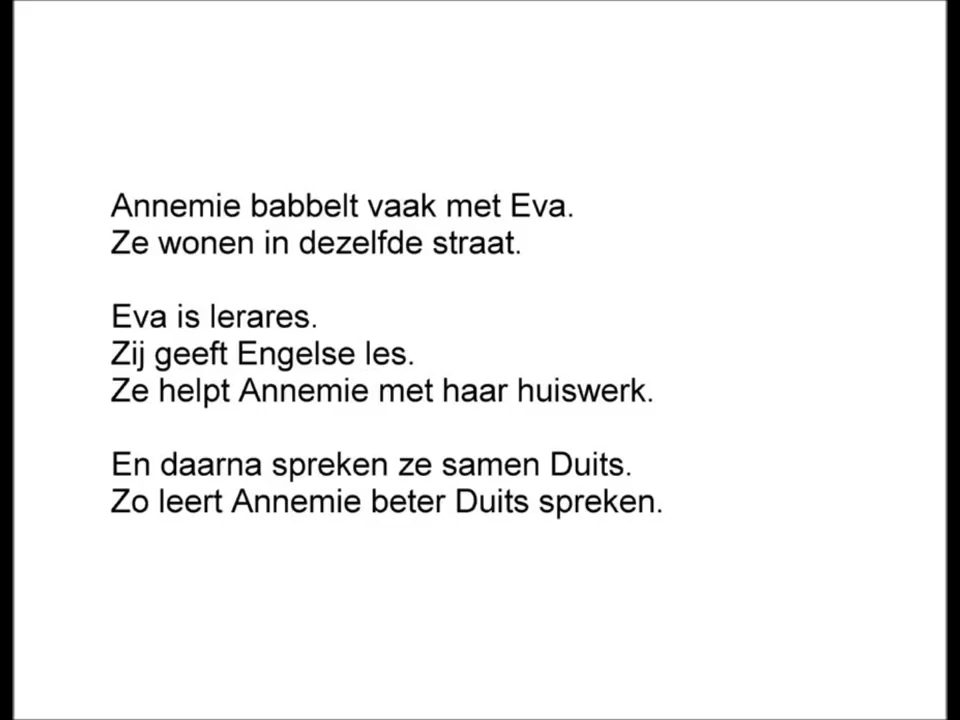 Annemie babbelt vaak met Eva.
Ze wonen in dezelfde straat.
Eva is lerares.
Zij geeft Engelse les.
Ze helpt Annemie met haar huiswerk.
En daarna spreken ze samen Duits.
Zo leert Annemie beter Duits spreken.